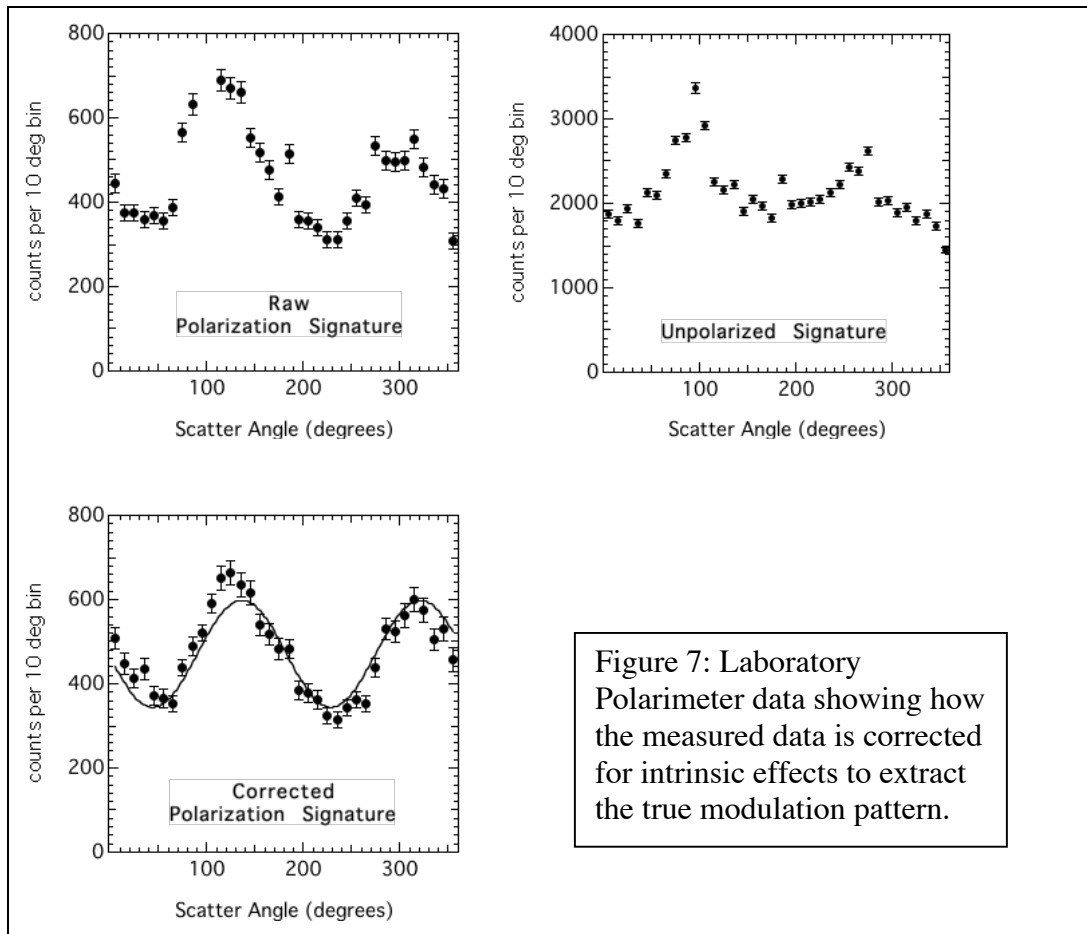 800
600
400
200
0
counts per 10 deg bin
Raw
Polarization Signature
100
200
300
Scatter Angle (degrees)
4000
3000
2000
1000
0
counts per 10 deg bin
Unpolarized Signature
100
200
300
Scatter Angle (degrees)
800
600
400
200
0
counts per 10 deg bin
Corrected
Polarization Signature
100
200
300
Scatter Angle (degrees)
Figure 7: Laboratory
Polarimeter data showing how
the measured data is corrected
for intrinsic effects to extract
the true modulation pattern.